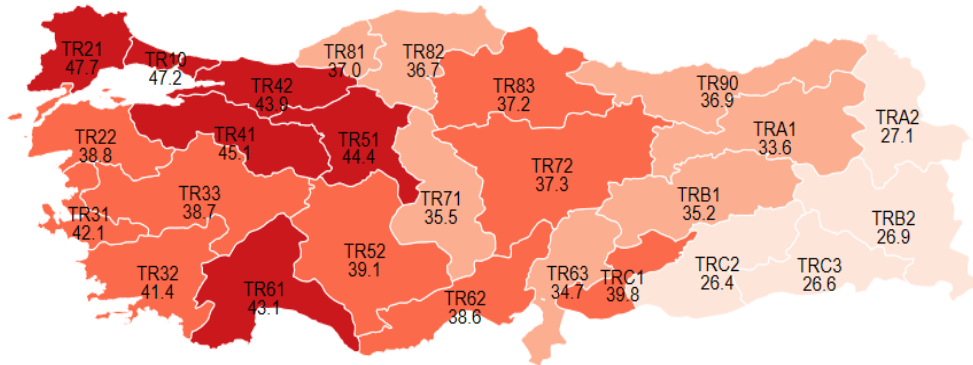 TR21
47.7
TR10
47.2
TR81
37.0
TR82
36.7
TR42
43.9
TR83
37.2
TR90
36.9
TRA2
27.1
TR22
38.8
TR41
45.1
TR51
44.4
TRA1
33.6
TR72
37.3
TR33
38.7
TR71
35.5
TRB1
35.2
TR31
42.1
TRB2
26.9
TR52
39.1
TR32
41.4
TR61
43.1
TR62
38.6
TR63
34.7
TRC1
39.8
TRC2
26.4
TRC3
26.6